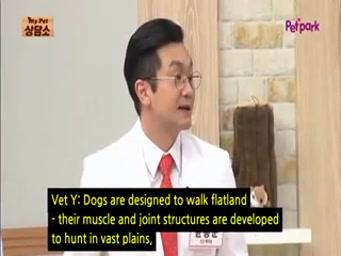 My Pet
상담소
Petpark
Vet Y: Dogs are designed to walk flatland
- their muscle and joint structures are developed
to hunt in vast plains,